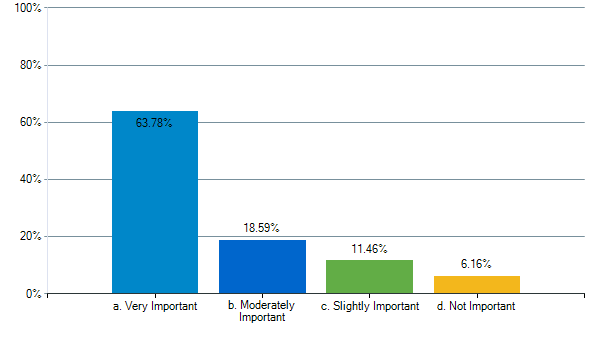 100%
80%
60%
40%
20%
0%
63.78%
18.59%
11.46%
6.16%
a. Very Important
b. Moderately
Important
c. Slightly Important
d. Not Important